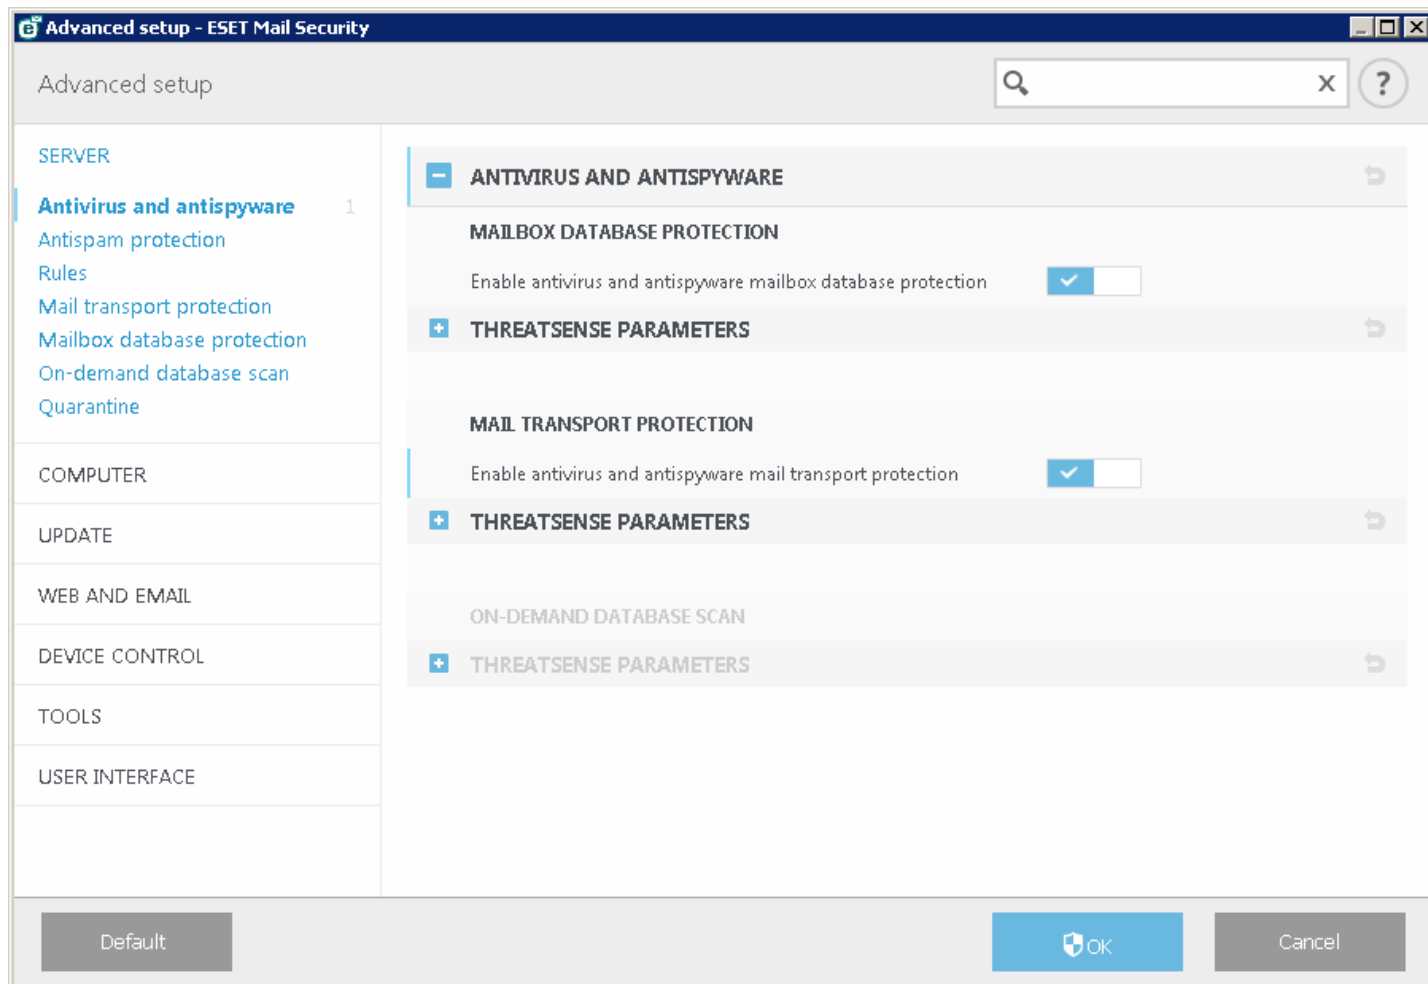 Advanced setup - ESET Mail Security
Advanced setup
X
?
SERVER
Antivirus and antispyware 1
Antispam protection
Rules
Mail transport protection
Mailbox database protection
On-demand database scan
Quarantine
COMPUTER
UPDATE
WEB AND EMAIL
DEVICE CONTROL
TOOLS
USER INTERFACE
ANTIVIRUS AND ANTISPYWARE
MAILBOX DATABASE PROTECTION
Enable antivirus and antispyware mailbox database protection
THREATSENSE PARAMETERS
MAIL TRANSPORT PROTECTION
Enable antivirus and antispyware mail transport protection
THREATSENSE PARAMETERS
ON-DEMAND DATABASE SCAN
THREATSENSE PARAMETERS
Default
OK
Cancel